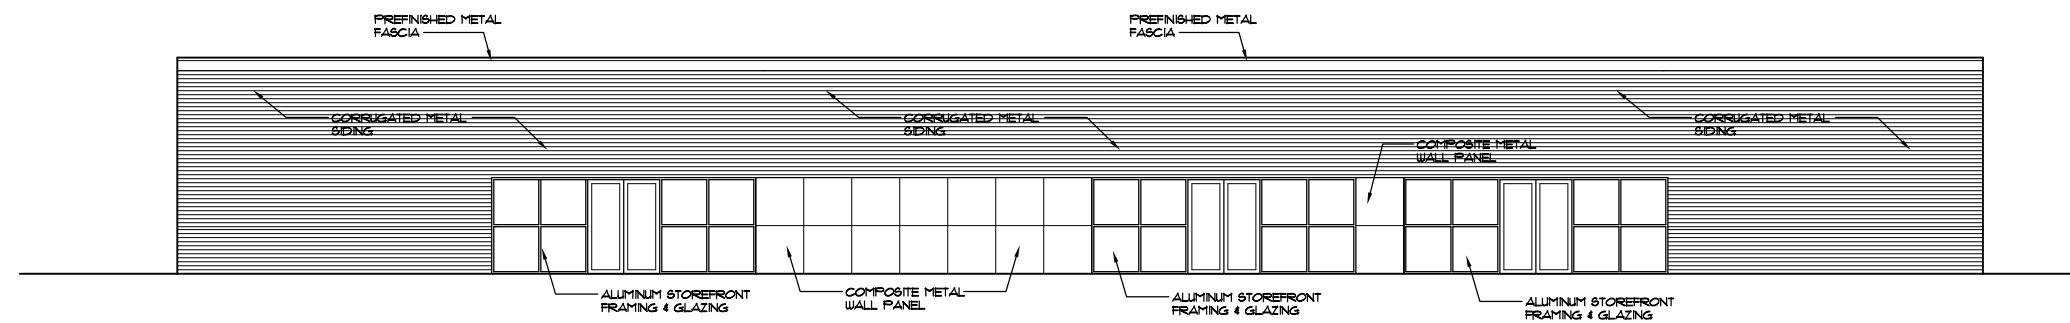 PREFINISHED METAL
FASCIA
PREFINISHED METAL
FASCIA
CORRUGATED METAL
SIDING
CORRUGATED METAL
SIDING
CORRUGATED METAL
SIDING
COMPOSITE METAL
WALL PANEL
ALUMINUM STOREFRONT
FRAMING & GLAZING
COMPOSITE METAL
WALL PANEL
ALUMINUM STOREFRONT
FRAMING & GLAZING
ALUMINUM STOREFRONT
FRAMING & GLAZING